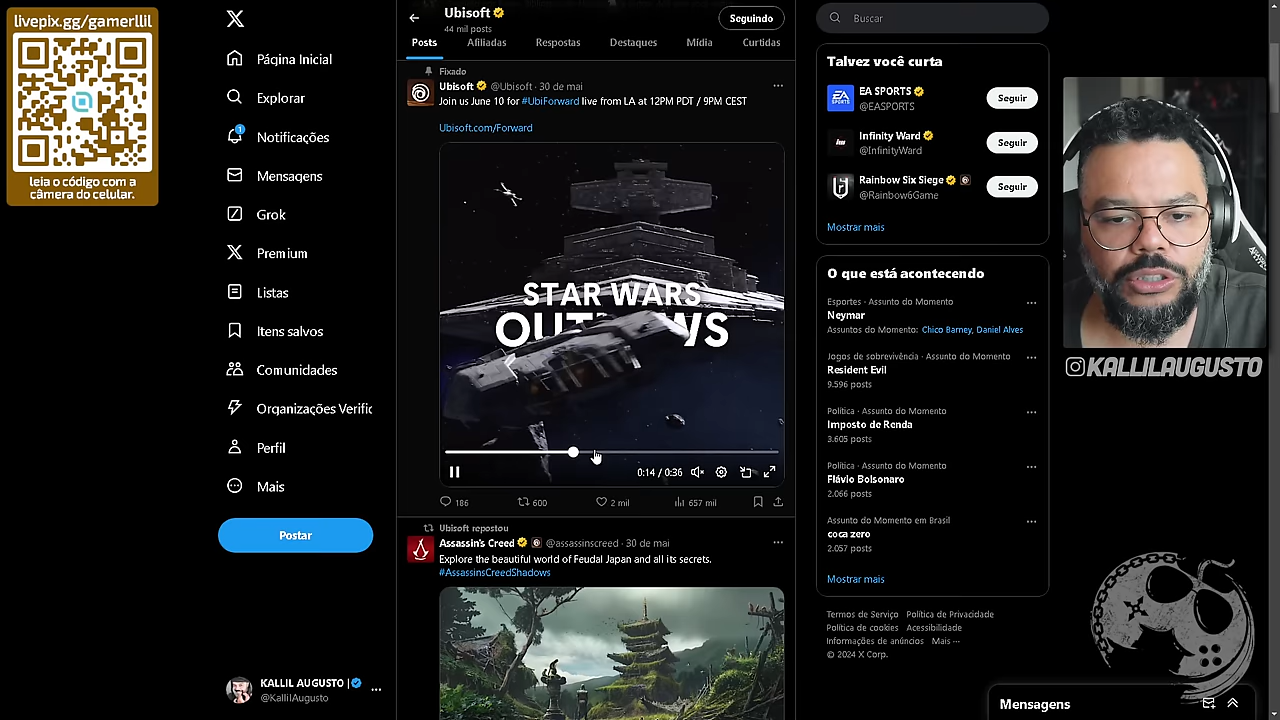 livepix.gg/gamerllil
leia o código com a
câmera do celular.
Página Inicial
Explorar
1
Notificações
Mensagens
Grok
Premium
Listas
Itens salvos
Comunidades
Organizações Verific
Perfil
Mais
Postar
KALLIL AUGUSTO |
@KallilAugusto
Ubisoft
44 mil posts
Seguindo
Posts
Afiliadas
Respostas
Destaques
Mídia
Curtidas
Fixado
Ubisoft @Ubisoft · 30 de mai
Join us June 10 for #UbiForward live from LA at 12PM PDT / 9PM CEST
Ubisoft.com/Forward
STAR WARS
OUTLAWS
0:14 / 0:36
186
600
2 mil
657 mil
Ubisoft repostou
Assassin's Creed @assassinscreed · 30 de mai
Explore the beautiful world of Feudal Japan and all its secrets.
#AssassinsCreedShadows
Buscar
Talvez você curta
EA SPORTS
@EASPORTS
Seguir
Infinity Ward
@InfinityWard
Seguir
Rainbow Six Siege
@Rainbow6Game
Seguir
Mostrar mais
O que está acontecendo
Esportes · Assunto do Momento
Neymar
Assuntos do Momento: Chico Barney, Daniel Alves
Jogos de sobrevivência · Assunto do Momento
Resident Evil
9.596 posts
Política · Assunto do Momento
Imposto de Renda
3.605 posts
Política · Assunto do Momento
Flávio Bolsonaro
2.066 posts
Assunto do Momento em Brasil
coca zero
2.057 posts
Mostrar mais
Termos de Serviço Política de Privacidade
Política de cookies Acessibilidade
Informações de anúncios Mais ···
© 2024 X Corp.
Mensagens
KALLILAUGUSTO